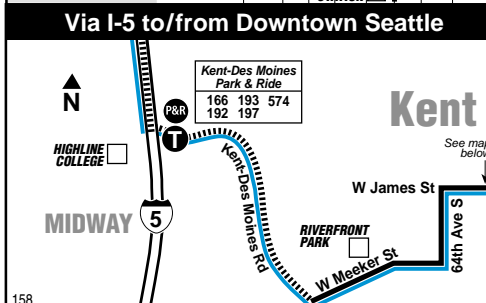 Via I-5 to/from Downtown Seattle
N
P&R
T
Kent-Des Moines
Park & Ride
166 193 574
192 197
Kent
See map
below
HIGHLINE
COLLEGE
Kent-Des Moines Rd
W James St
64th Ave S
MIDWAY
5
RIVERFRONT
PARK
W Meeker St
158